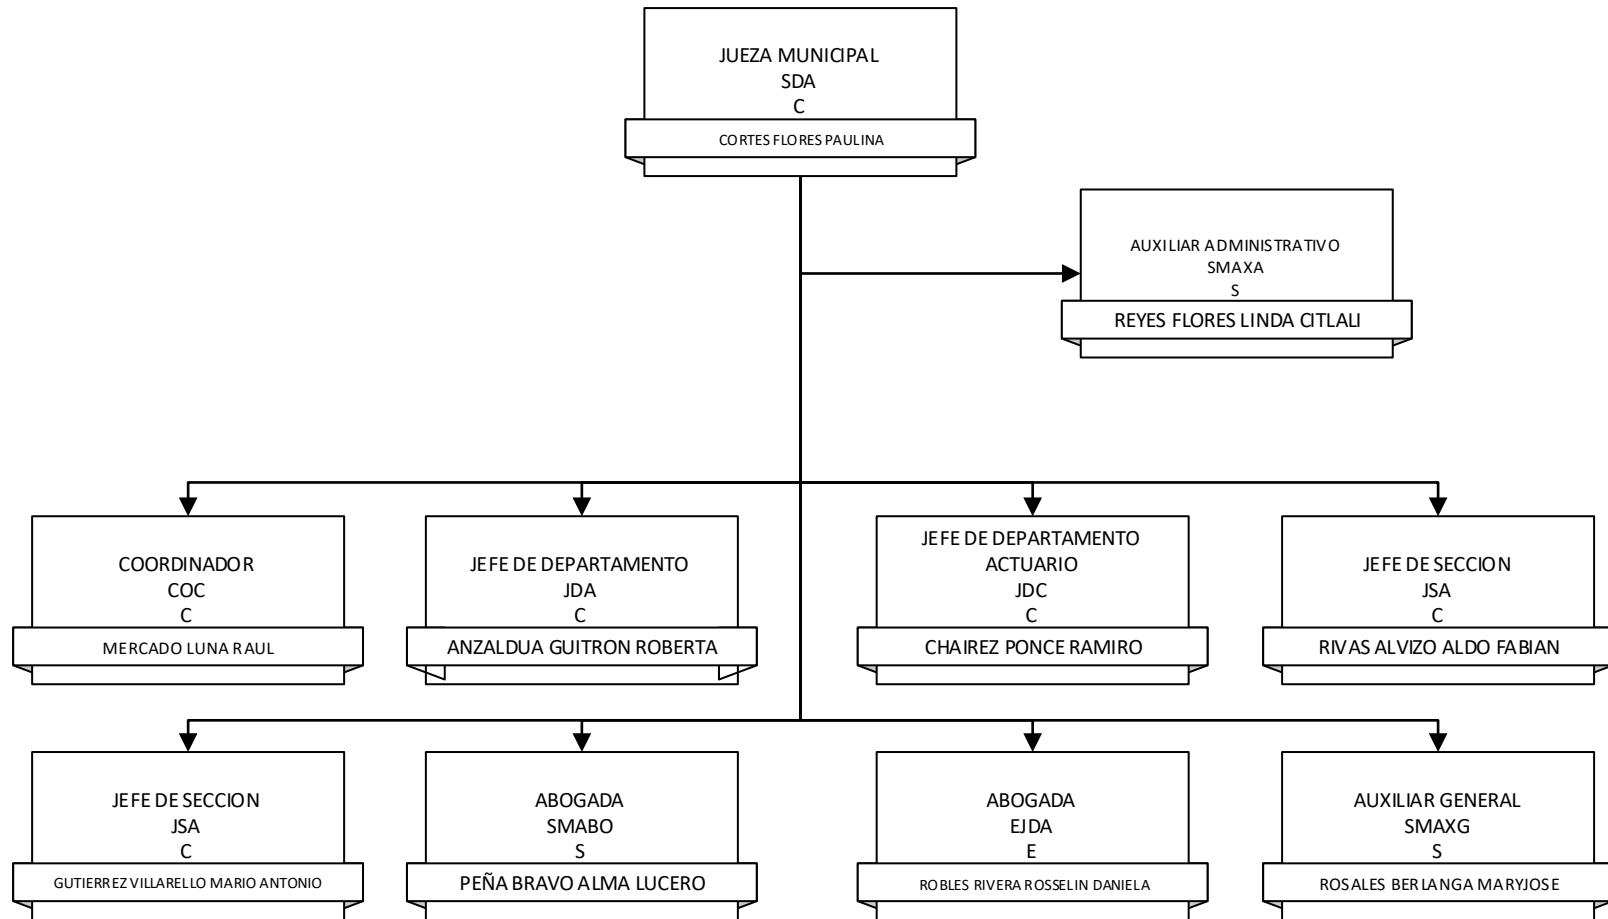 JUEZA MUNICIPAL
SDA
C
CORTES FLORES PAULINA
AUXILIAR ADMINISTRATIVO
SMAXA
S
REYES FLORES LINDA CITLALI
COORDINADOR
COC
C
MERCADO LUNA RAUL
JEFE DE DEPARTAMENTO
JDA
C
ANZALDUA GUITRON ROBERTA
JEFE DE DEPARTAMENTO
ACTUARIO
JDC
C
CHAIREZ PONCE RAMIRO
JEFE DE SECCION
JSA
C
RIVAS ALVIZO ALDO FABIAN
JEFE DE SECCION
JSA
C
GUTIERREZ VILLARELLO MARIO ANTONIO
ABOGADA
SMABO
S
PEÑA BRAVO ALMA LUCERO
ABOGADA
EJDA
E
ROBLES RIVERA ROSSELIN DANIELA
AUXILIAR GENERAL
SMAXG
S
ROSALES BERLANGA MARYJOSE